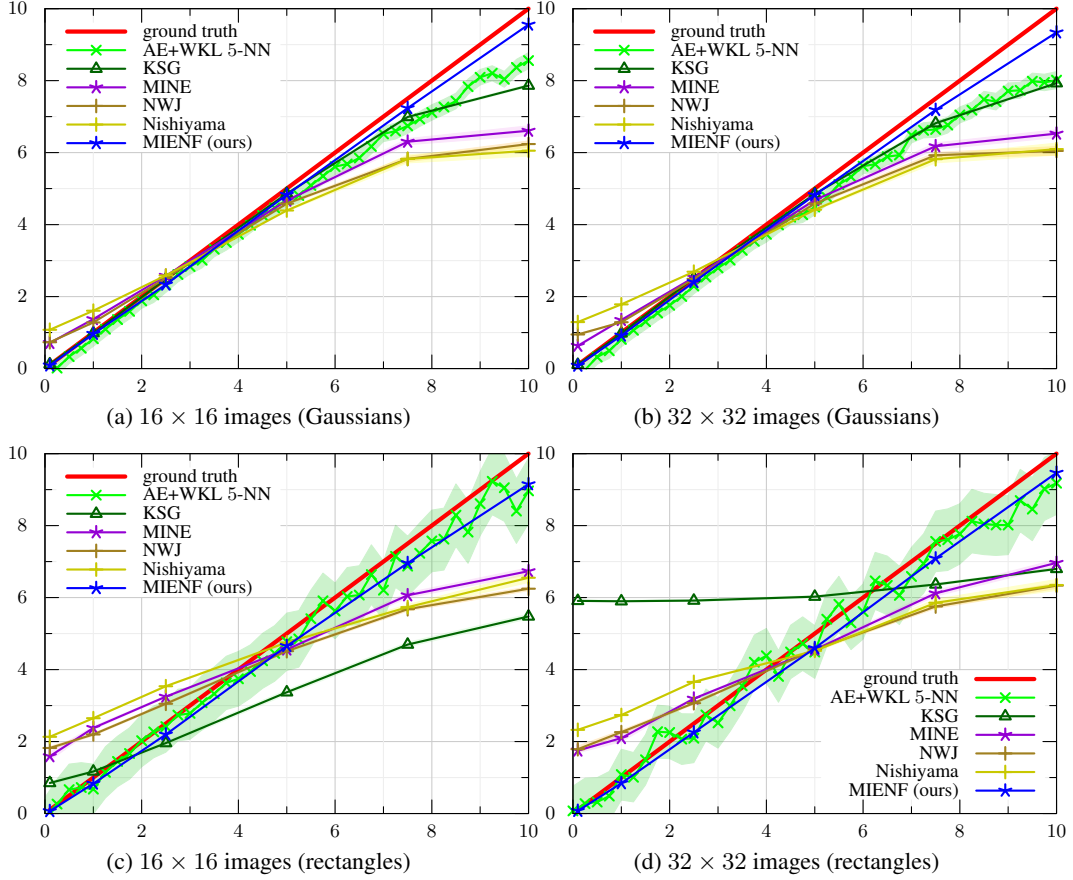 10
8
6
4
2
0
0
2
4
6
8
10
ground truth
AE+WKL 5-NN
KSG
MINE
NWJ
Nishiyama
MIENF (ours)
(a) 16 × 16 images (Gaussians)
10
8
6
4
2
0
0
2
4
6
8
10
ground truth
AE+WKL 5-NN
KSG
MINE
NWJ
Nishiyama
MIENF (ours)
(b) 32 × 32 images (Gaussians)
10
8
6
4
2
0
0
2
4
6
8
10
ground truth
AE+WKL 5-NN
KSG
MINE
NWJ
Nishiyama
MIENF (ours)
(c) 16 × 16 images (rectangles)
10
8
6
4
2
0
0
2
4
6
8
10
ground truth
AE+WKL 5-NN
KSG
MINE
NWJ
Nishiyama
MIENF (ours)
(d) 32 × 32 images (rectangles)